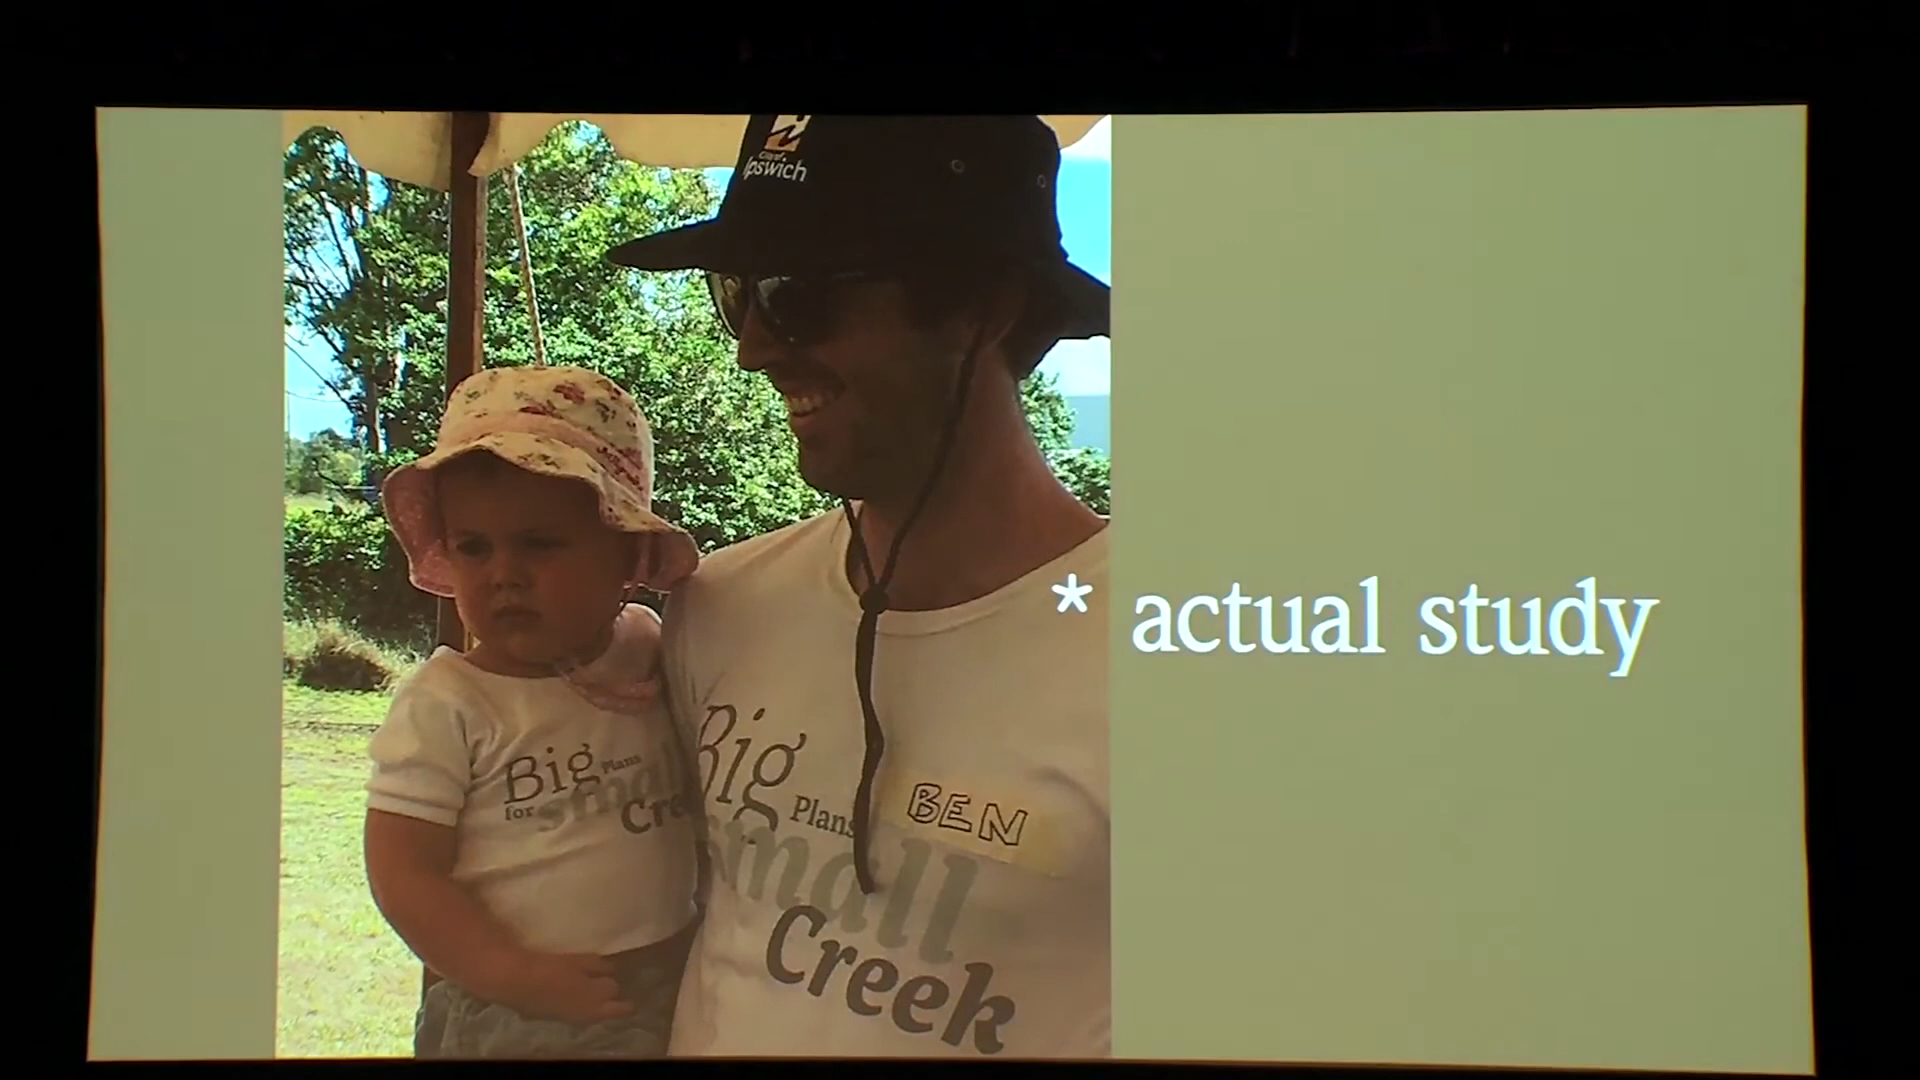 City of
Ipswich
* actual study
Big Plans
for small
Cre
Big
Plans
small
Creek
BEN